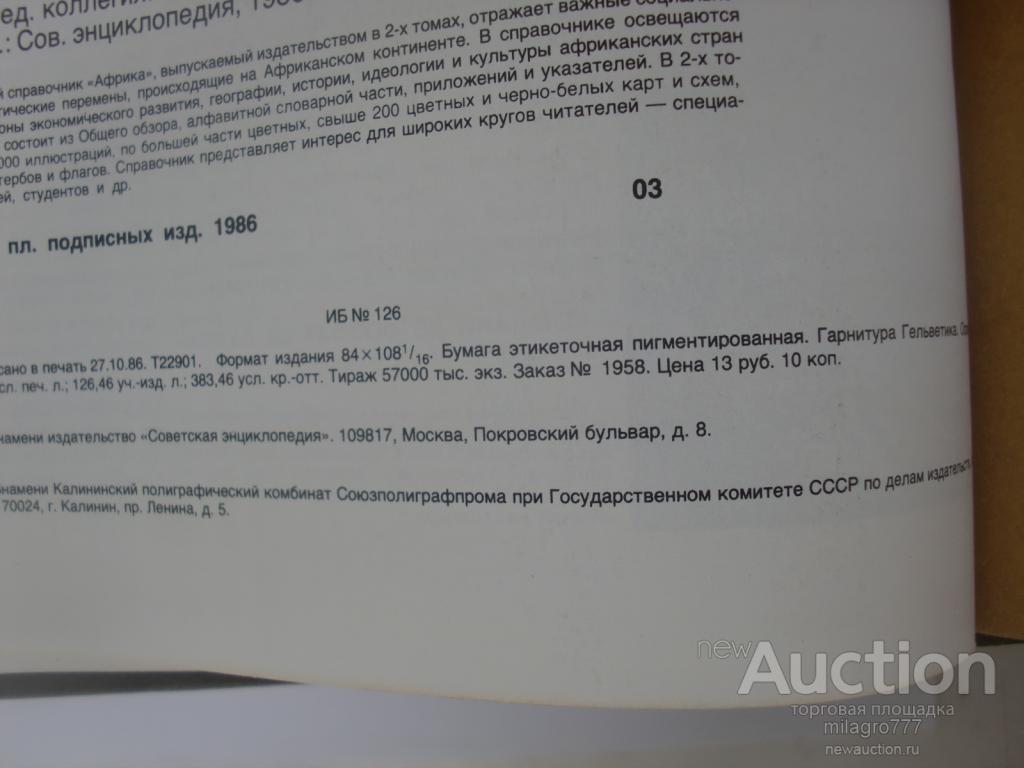 ед. коллегия
.: Сов. энциклопедия, 19
й справочник «Африка», выпускаемый издательством в 2-х томах, отражает важные
тические перемены, происходящие на Африканском континенте. В справочнике освещаются
оны экономического развития, географии, истории, идеологии и культуры африканских стран
состоит из Общего обзора, алфавитной словарной части, приложений и указателей. В 2-х то-
000 иллюстраций, по большей части цветных, свыше 200 цветных и черно-белых карт и схем,
гербов и флагов. Справочник представляет интерес для широких кругов читателей — специа-
ей, студентов и др.
03
пл. подписных изд. 1986
ИБ № 126
сано в печать 27.10.86. Т22901. Формат издания 84×108¹/₁₆. Бумага этикеточная пигментированная. Гарнитура Гельветика.
сл. печ. л.; 126,46 уч.-изд. л.; 383,46 усл. кр.-отт. Тираж 57000 тыс. экз. Заказ № 1958. Цена 13 руб. 10 коп.
намени издательство «Советская энциклопедия». 109817, Москва, Покровский бульвар, д. 8.
Знамени Калининский полиграфический комбинат Союзполиграфпрома при Государственном комитете СССР по делам издательств
170024, г. Калинин, пр. Ленина, д. 5.
newAuction
торговая площадка
milagro777
newauction.ru